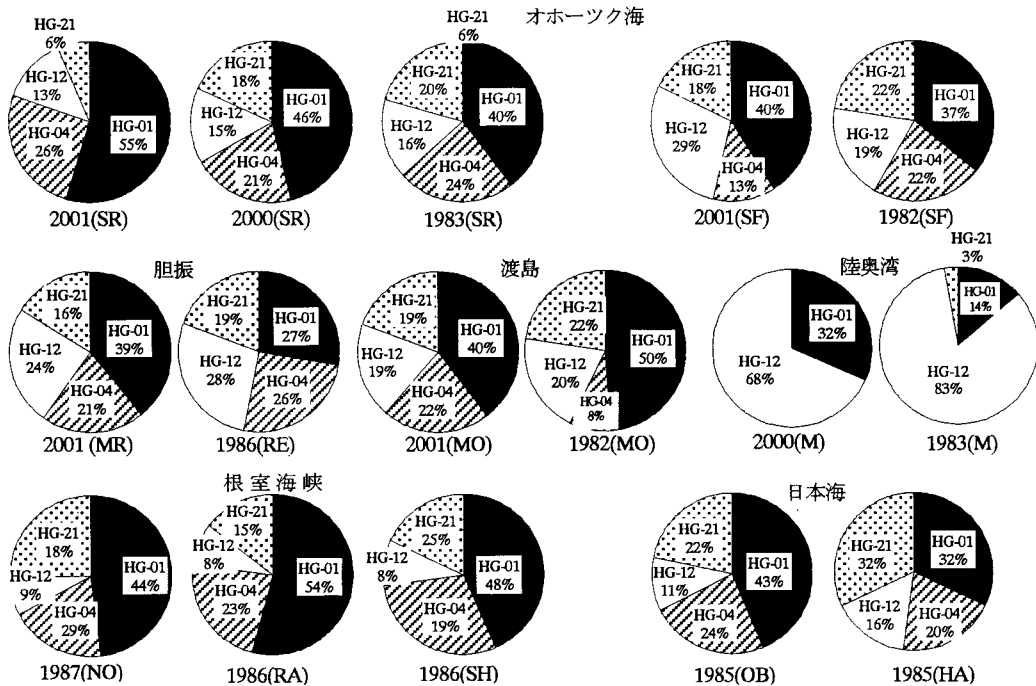 オホーツク海
HG-21
6%
HG-12
13%
HG-04
26%
HG-01
55%
2001(SR)
HG-21
18%
HG-12
15%
HG-04
21%
HG-01
46%
2000(SR)
HG-21
6%
20%
HG-12
16%
HG-04
24%
HG-01
40%
1983(SR)
HG-21
18%
HG-12
29%
HG-04
13%
HG-01
40%
2001(SF)
HG-21
22%
HG-12
19%
HG-04
22%
HG-01
37%
1982(SF)
胆振
HG-21
16%
HG-12
24%
HG-04
21%
HG-01
39%
2001 (MR)
HG-21
19%
HG-12
28%
HG-04
26%
HG-01
27%
1986(RE)
渡島
HG-21
19%
HG-12
19%
HG-04
22%
HG-01
40%
2001(MO)
HG-21
22%
HG-12
20%
HG-04
8%
HG-01
50%
1982(MO)
陸奥湾
HG-12
68%
HG-01
32%
2000(M)
HG-21
3%
HG-01
14%
HG-12
83%
1983(M)
根室海峡
HG-21
18%
HG-12
9%
HG-04
29%
HG-01
44%
1987(NO)
HG-21
15%
HG-12
8%
HG-04
23%
HG-01
54%
1986(RA)
HG-21
25%
HG-12
8%
HG-04
19%
HG-01
48%
1986(SH)
日本海
HG-21
22%
HG-12
11%
HG-04
24%
HG-01
43%
1985(OB)
HG-21
32%
HG-12
16%
HG-04
20%
HG-01
32%
1985(HA)